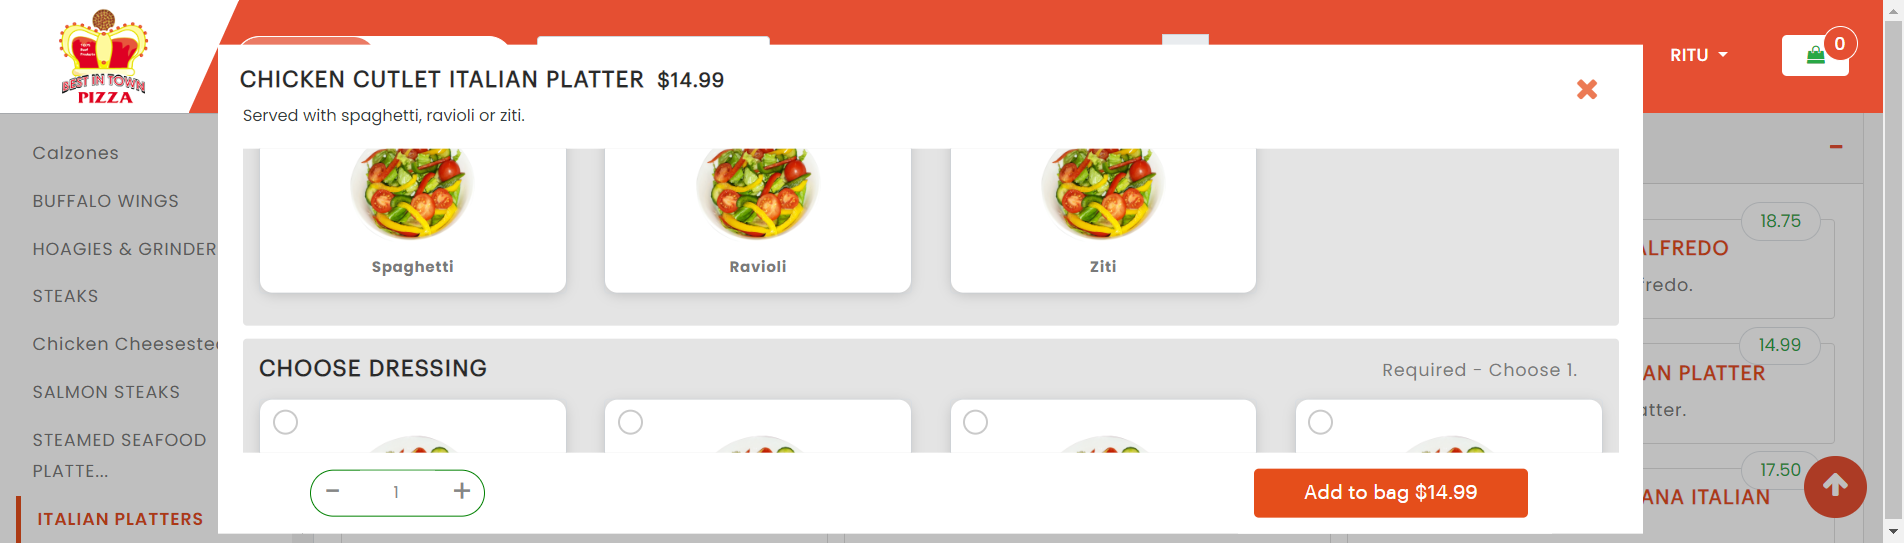 BEST IN TOWN
PIZZA
RITU
0
CHICKEN CUTLET ITALIAN PLATTER $14.99
Served with spaghetti, ravioli or ziti.
Calzones
BUFFALO WINGS
HOAGIES & GRINDER
STEAKS
Chicken Cheeseste
SALMON STEAKS
STEAMED SEAFOOD
PLATTE...
ITALIAN PLATTERS
Spaghetti
Ravioli
Ziti
CHOOSE DRESSING
Required - Choose 1.
1
Add to bag $14.99
18.75
ALFREDO
fredo.
14.99
AN PLATTER
atter.
17.50
ANA ITALIAN